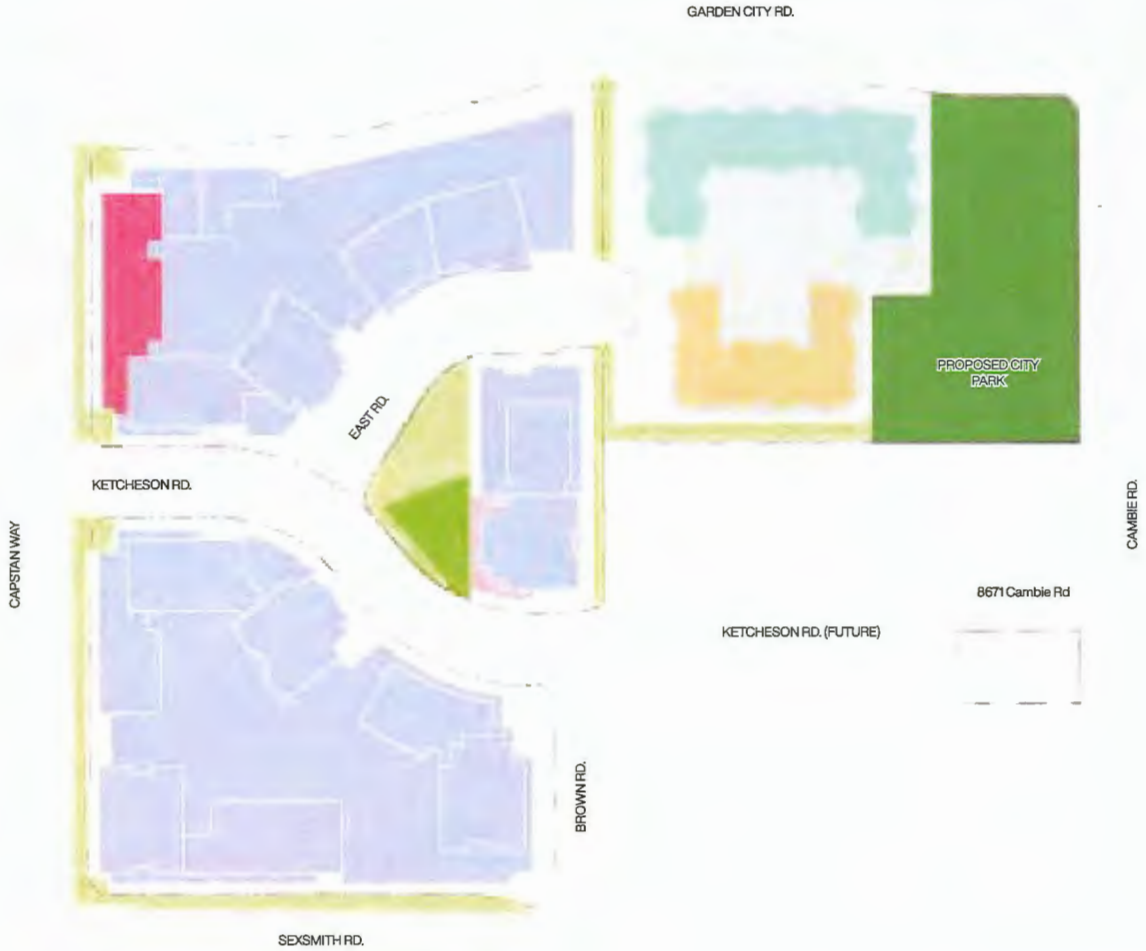 GARDEN CITY RD.
PROPOSED CITY
PARK
EAST RD.
KETCHESON RD.
CAPSTAN WAY
CAMBIE RD.
8671 Cambie Rd
KETCHESON RD. (FUTURE)
BROWN RD.
SEXSMITH RD.